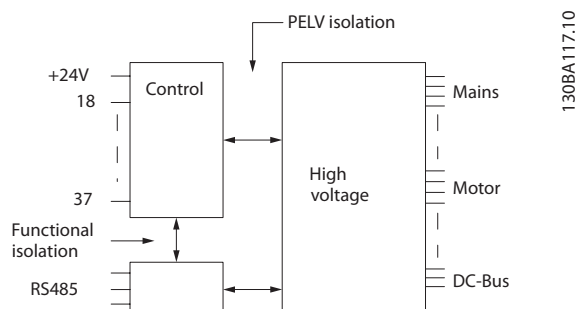 PELV isolation
130BA117.10
+24V
Control
Mains
18
High
voltage
Motor
37
Functional
isolation
DC-Bus
RS485